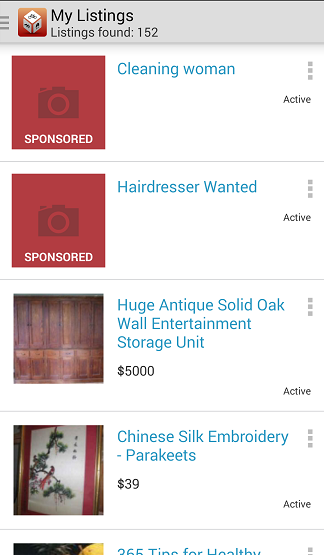 My Listings
Listings found: 152
Cleaning woman
Active
SPONSORED
Hairdresser Wanted
Active
SPONSORED
Huge Antique Solid Oak
Wall Entertainment
Storage Unit
$5000
Active
Chinese Silk Embroidery
- Parakeets
$39
Active
365 Tips for Healthy